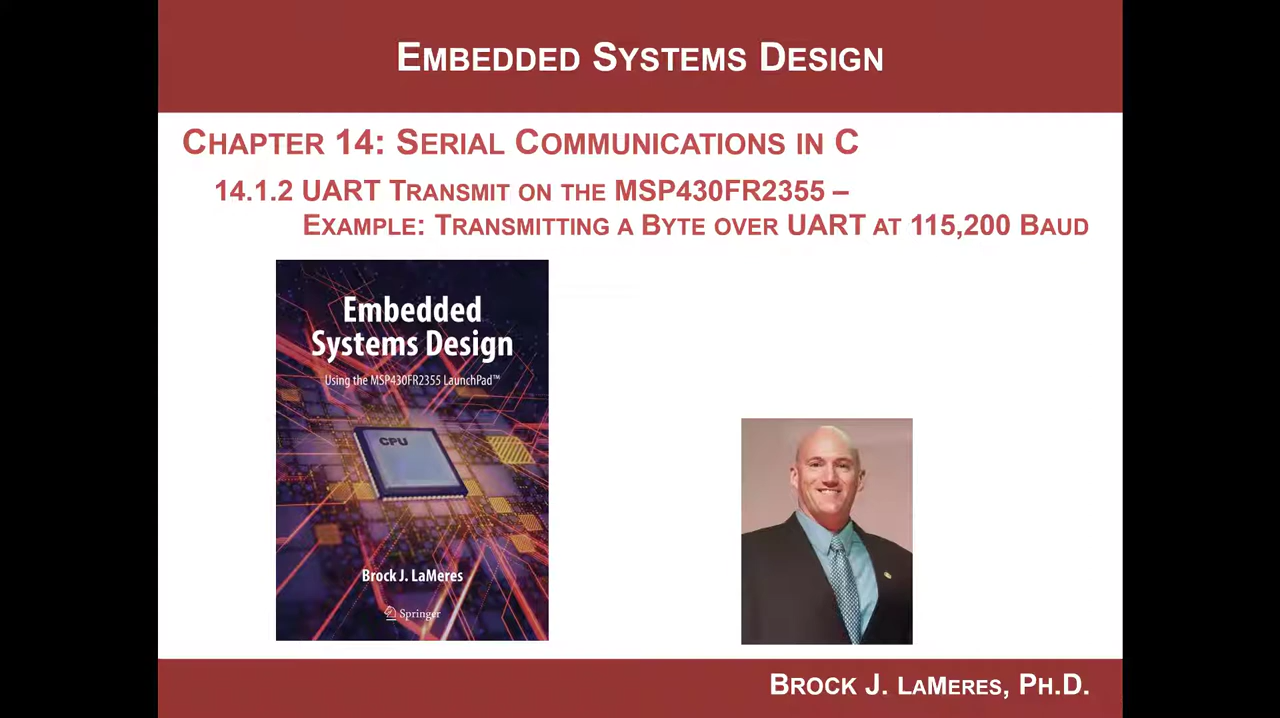 EMBEDDED SYSTEMS DESIGN
CHAPTER 14: SERIAL COMMUNICATIONS IN C
14.1.2 UART TRANSMIT ON THE MSP430FR2355 –
EXAMPLE: TRANSMITTING A BYTE OVER UART AT 115,200 BAUD
Embedded
Systems Design
Using the MSP430FR2355 LaunchPad™
CPU
Brock J. LaMeres
Springer
BROCK J. LAMERES, PH.D.